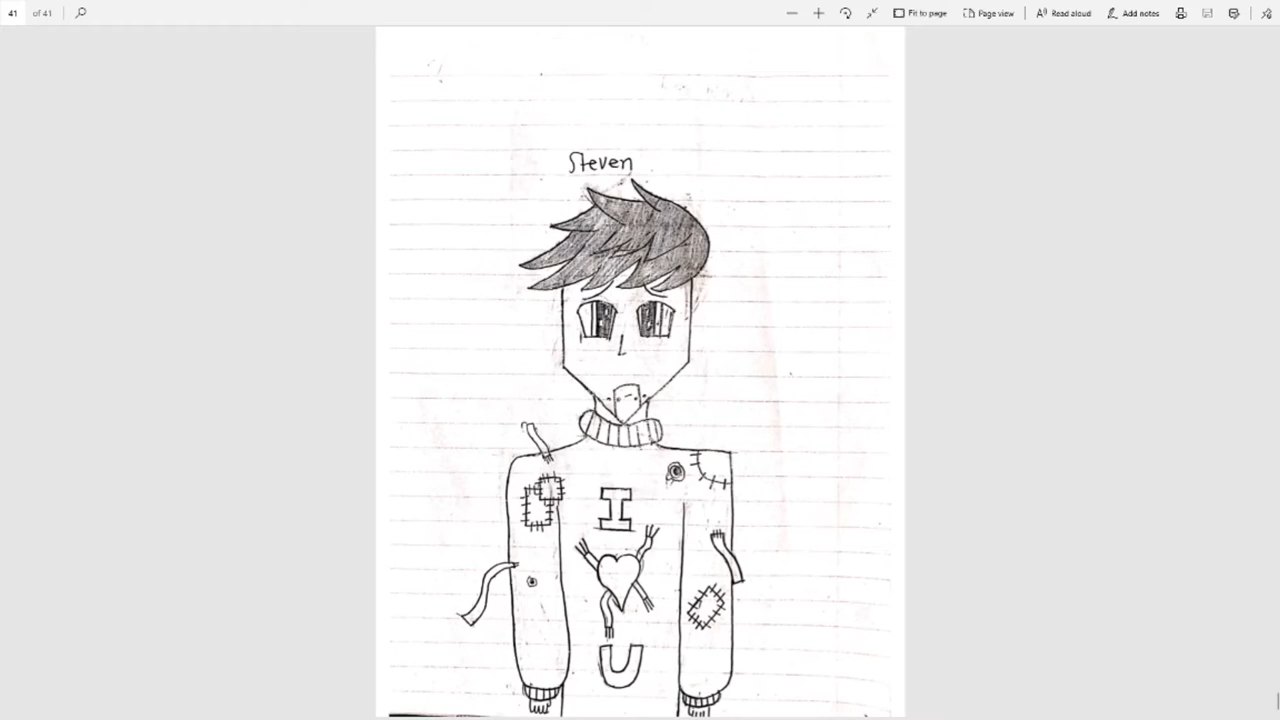 41 of 41
Fit to page
Page view
Read aloud
Add notes
Steven
I
U